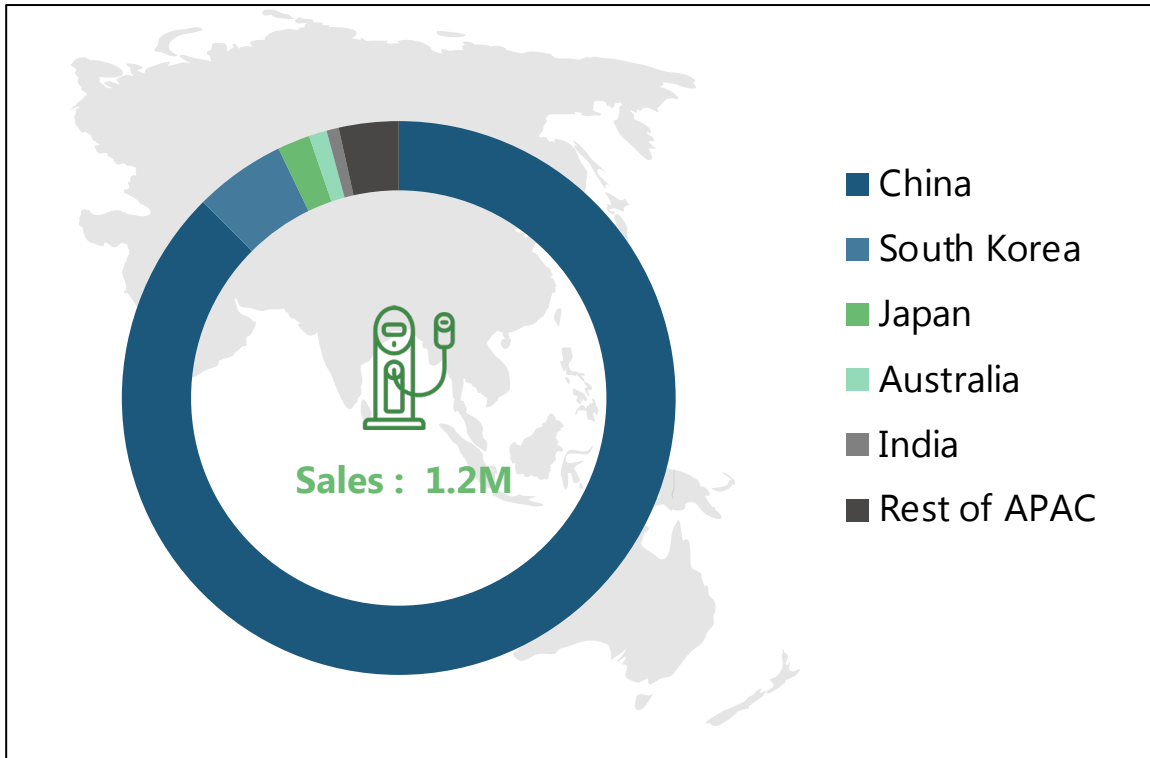 Sales : 1.2M
China
South Korea
Japan
Australia
India
Rest of APAC